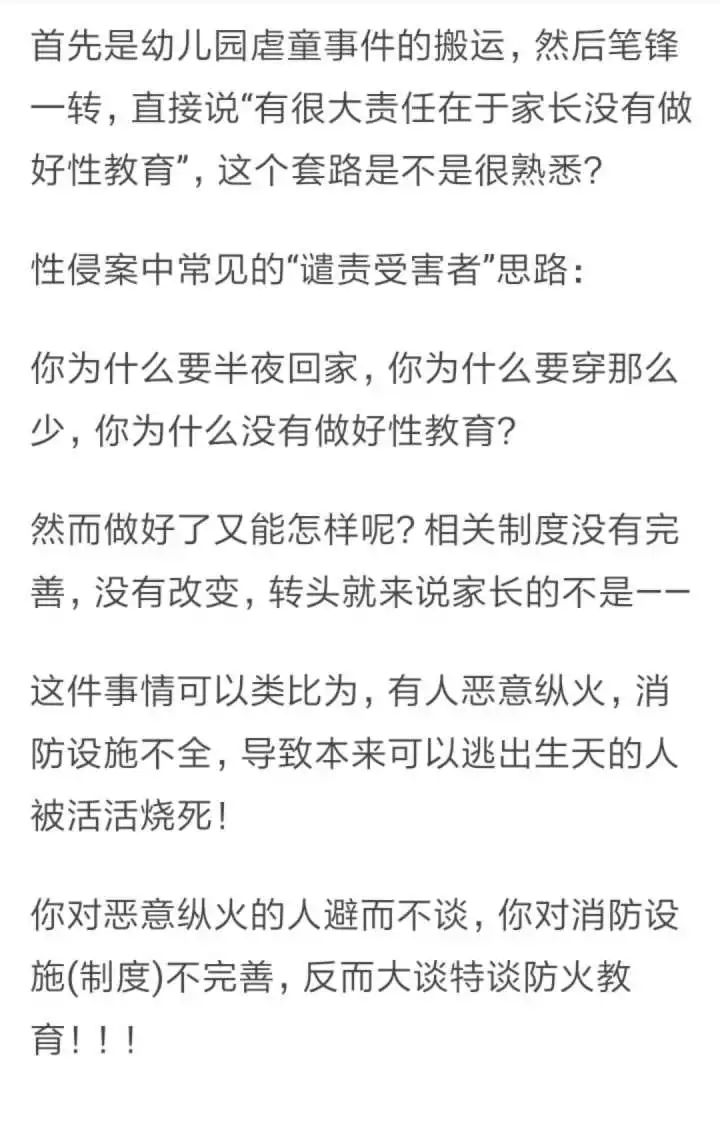 首先是幼儿园虐童事件的搬运，然后笔锋
一转，直接说“有很大责任在于家长没有做
好性教育”，这个套路是不是很熟悉？
性侵案中常见的“谴责受害者”思路：
你为什么要半夜回家，你为什么要穿那么
少，你为什么没有做好性教育？
然而做好了又能怎样呢？相关制度没有完
善，没有改变，转头就来说家长的不是——
这件事情可以类比为，有人恶意纵火，消
防设施不全，导致本来可以逃出生天的人
被活活烧死！
你对恶意纵火的人避而不谈，你对消防设
施(制度)不完善，反而大谈特谈防火教
育！！！